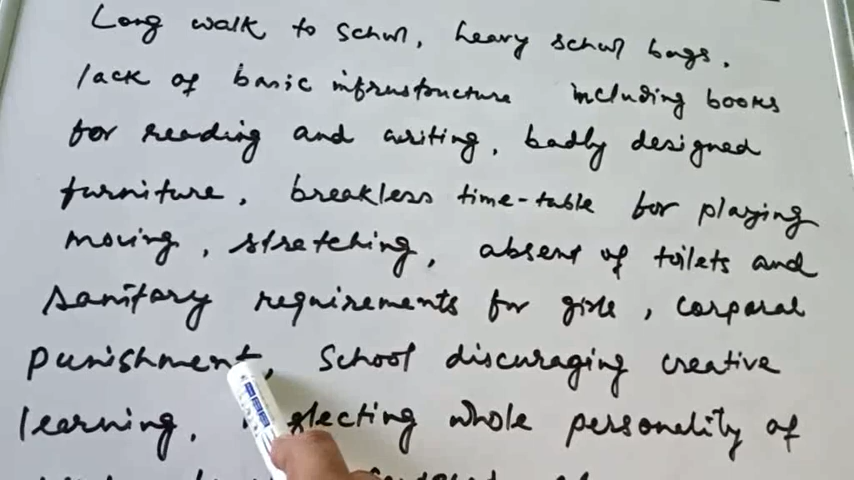 Long walk to school, heavy school bags.
lack of basic infrustructure including books
for reading and writing, badly designed
furniture, breakless time-table for playing
moving, stretching, absent of toilets and
sanitary requirements for girls, corporal
punishment, School discuraging creative
learning, neglecting whole personality of